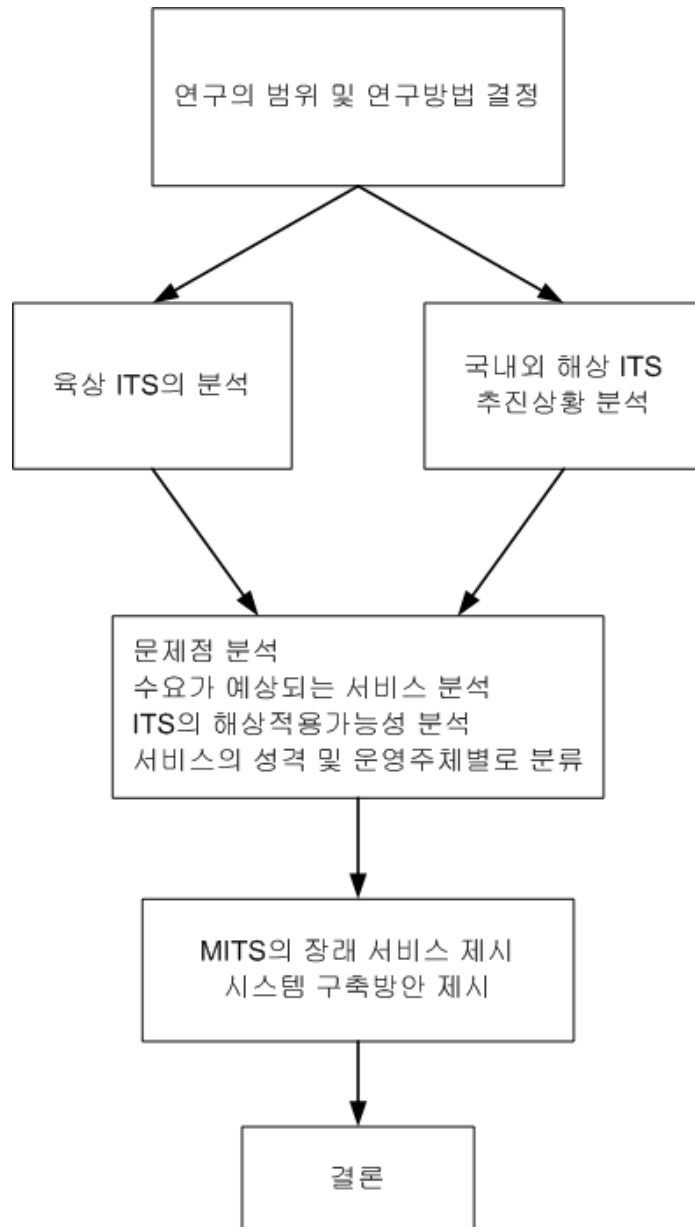 연구의 범위 및 연구방법 결정
육상 ITS의 분석
국내외 해상 ITS
추진상황 분석
문제점 분석
수요가 예상되는 서비스 분석
ITS의 해상적용가능성 분석
서비스의 성격 및 운영주체별로 분류
MITS의 장래 서비스 제시
시스템 구축방안 제시
결론